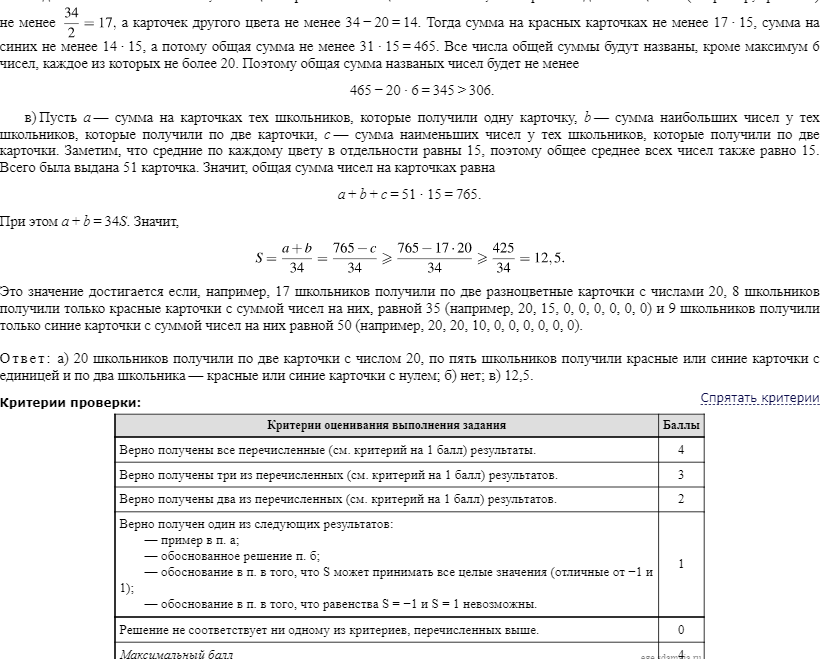 не менее 34/2 = 17, а карточек другого цвета не менее 34 − 20 = 14. Тогда сумма на красных карточках не менее 17 · 15, сумма на
синих не менее 14 · 15, а потому общая сумма не менее 31 · 15 = 465. Все числа общей суммы будут названы, кроме максимум 6
чисел, каждое из которых не более 20. Поэтому общая сумма названых чисел будет не менее
465 − 20 · 6 = 345 > 306.
в) Пусть a — сумма на карточках тех школьников, которые получили одну карточку, b — сумма наибольших чисел у тех
школьников, которые получили по две карточки, c — сумма наименьших чисел у тех школьников, которые получили по две
карточки. Заметим, что средние по каждому цвету в отдельности равны 15, поэтому общее среднее всех чисел также равно 15.
Всего была выдана 51 карточка. Значит, общая сумма чисел на карточках равна
a + b + c = 51 · 15 = 765.
При этом a + b = 34S. Значит,
S = (a + b)/34 = (765 − c)/34 ⩾ (765 − 17 · 20)/34 ⩾ 425/34 = 12,5.
Это значение достигается если, например, 17 школьников получили по две разноцветные карточки с числами 20, 8 школьников
получили только красные карточки с суммой чисел на них, равной 35 (например, 20, 15, 0, 0, 0, 0, 0, 0) и 9 школьников получили
только синие карточки с суммой чисел на них равной 50 (например, 20, 20, 10, 0, 0, 0, 0, 0, 0).
Ответ: а) 20 школьников получили по две карточки с числом 20, по пять школьников получили красные или синие карточки с
единицей и по два школьника — красные или синие карточки с нулем; б) нет; в) 12,5.
Спрятать критерии
Критерии проверки:
Критерии оценивания выполнения задания Баллы
Верно получены все перечисленные (см. критерий на 1 балл) результаты. 4
Верно получены три из перечисленных (см. критерий на 1 балл) результатов. 3
Верно получены два из перечисленных (см. критерий на 1 балл) результатов. 2
Верно получен один из следующих результатов:
— пример в п. а;
— обоснованное решение п. б;
— обоснование в п. в того, что S может принимать все целые значения (отличные от −1 и
1);
— обоснование в п. в того, что равенства S = −1 и S = 1 невозможны.
1
Решение не соответствует ни одному из критериев, перечисленных выше. 0
Максимальный балл 4